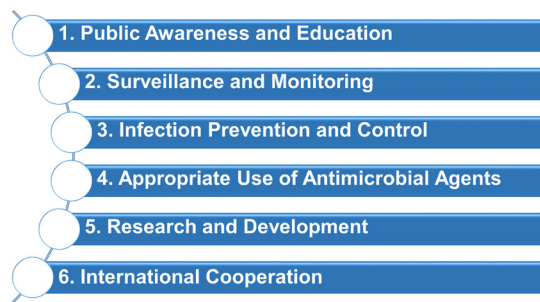 1. Public Awareness and Education
2. Surveillance and Monitoring
3. Infection Prevention and Control
4. Appropriate Use of Antimicrobial Agents
5. Research and Development
6. International Cooperation